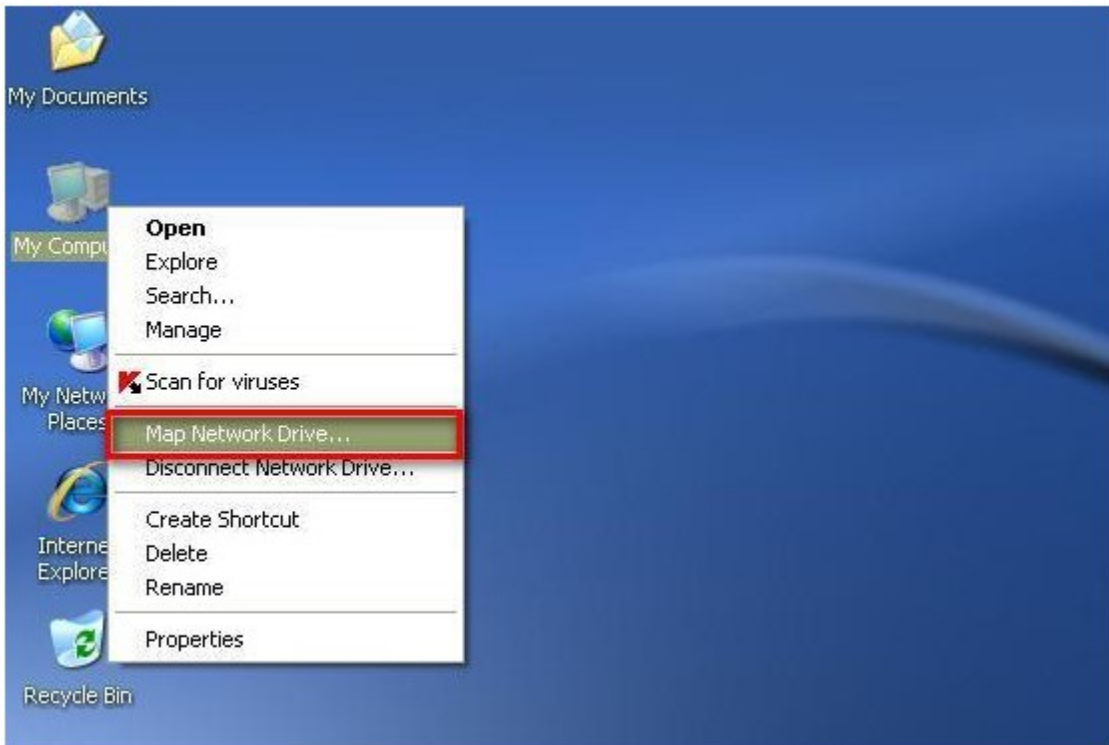 My Documents
My Compu
My Netw
Places
Interne
Explore
Recycle Bin
Open
Explore
Search...
Manage
Scan for viruses
Map Network Drive...
Disconnect Network Drive...
Create Shortcut
Delete
Rename
Properties